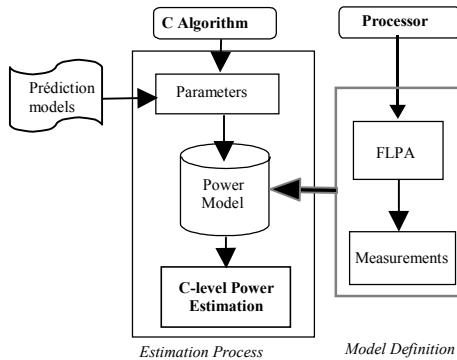 C Algorithm
Processor
Prédiction
models
Parameters
FLPA
Power
Model
Measurements
C-level Power
Estimation
Estimation Process
Model Definition